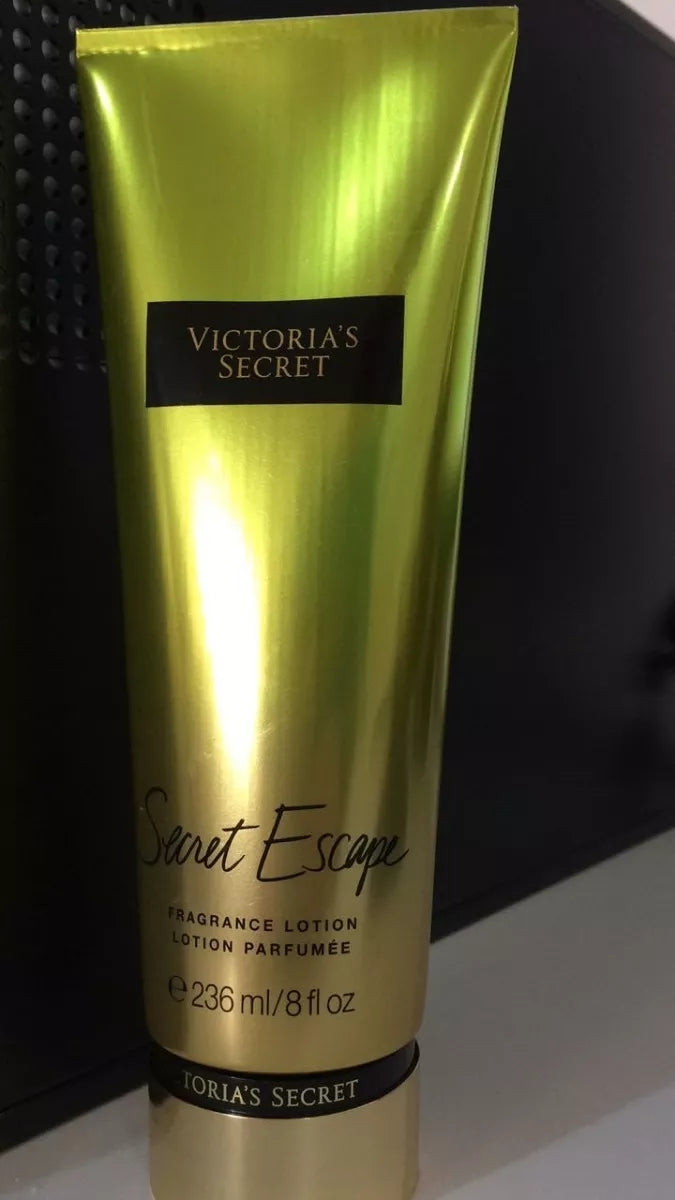 VICTORIA'S
SECRET
Secret Escape
FRAGRANCE LOTION
LOTION PARFUMÉE
℮236 ml/8 fl oz
TORIA'S SECRET